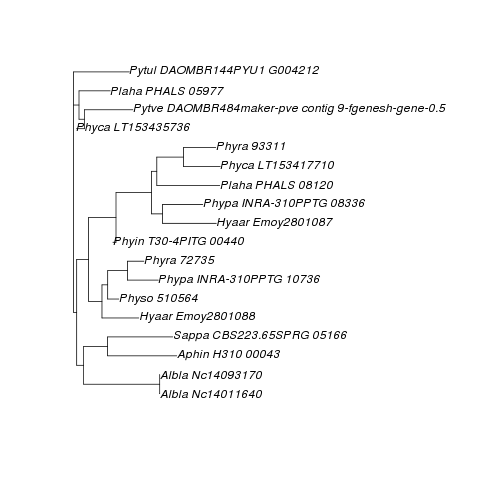 Pytul DAOMBR144PYU1 G004212
Plaha PHALS 05977
Pytve DAOMBR484maker-pve contig 9-fgenesh-gene-0.5
Phyca LT153435736
Phyra 93311
Phyca LT153417710
Plaha PHALS 08120
Phypa INRA-310PPTG 08336
Hyaar Emoy2801087
Phyin T30-4PITG 00440
Phyra 72735
Phypa INRA-310PPTG 10736
Physo 510564
Hyaar Emoy2801088
Sappa CBS223.65SPRG 05166
Aphin H310 00043
Albla Nc14093170
Albla Nc14011640